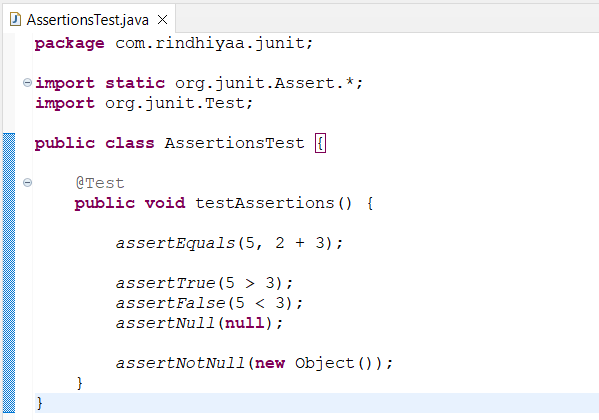 AssertionsTest.java
package com.rindhiyaa.junit;
import static org.junit.Assert.*;
import org.junit.Test;
public class AssertionsTest {
@Test
public void testAssertions() {
assertEquals(5, 2 + 3);
assertTrue(5 > 3);
assertFalse(5 < 3);
assertNull(null);
assertNotNull(new Object());
}
}